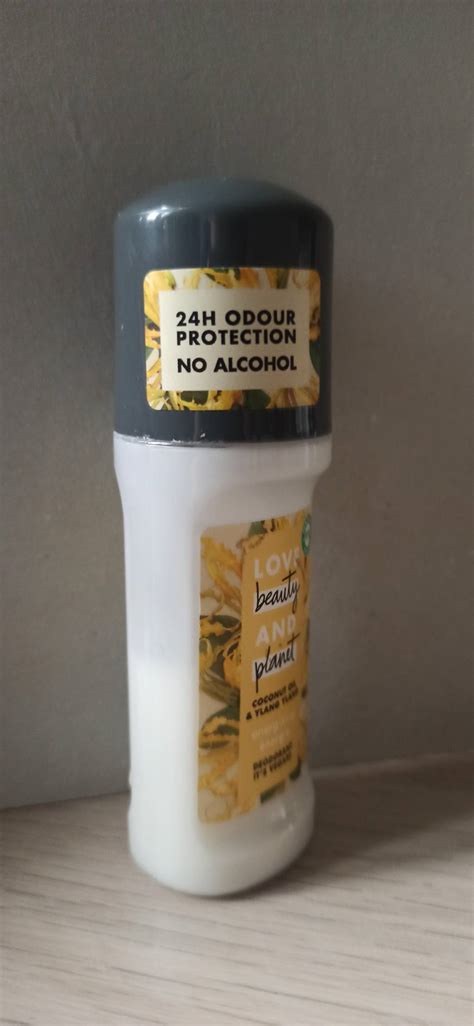 24H ODOUR
PROTECTION
NO ALCOHOL
LOVE
beauty
AND
planet
COCONUT OIL
& YLANG YLANG
DEODORANT
IT'S VEGAN!